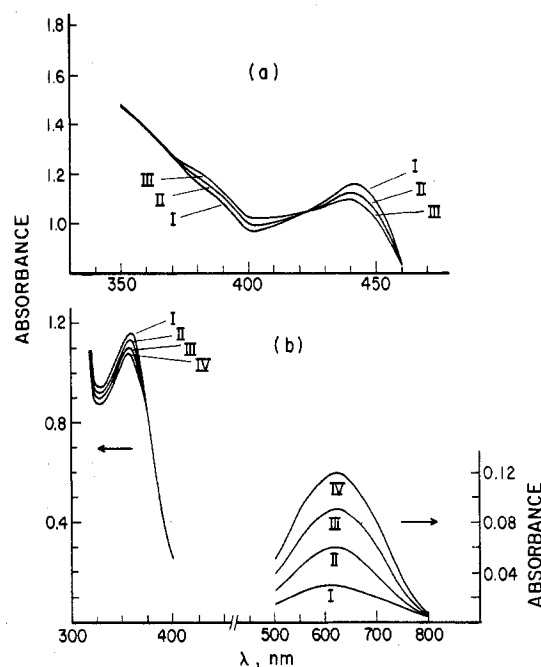 (a)
1.8
1.6
1.4
1.2
1.0
III
II
I
I
II
III
350
400
450
ABSORBANCE
(b)
1.2
0.8
0.4
I
II
III
IV
IV
III
II
I
0.12
0.08
0.04
ABSORBANCE
300
400
500
600
700
800
λ, nm